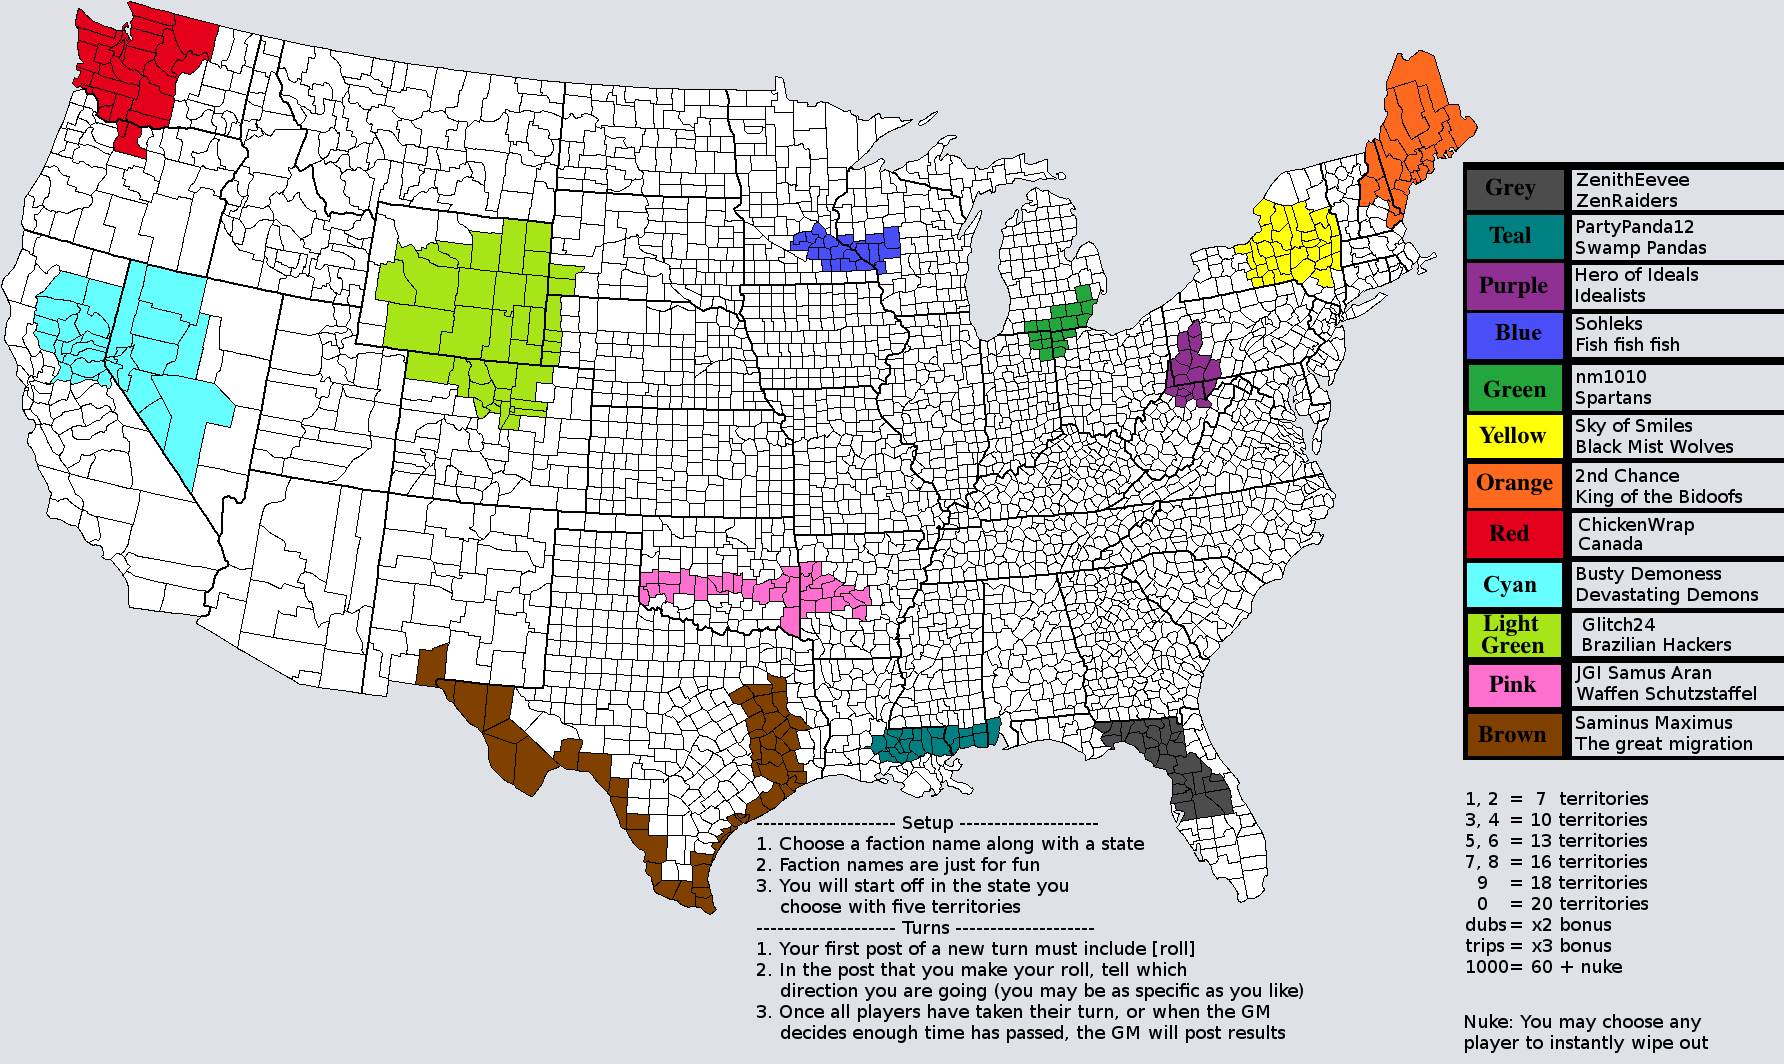 Grey
ZenithEevee
ZenRaiders
Teal
PartyPanda12
Swamp Pandas
Purple
Hero of Ideals
Idealists
Blue
Sohleks
Fish fish fish
Green
nm1010
Spartans
Yellow
Sky of Smiles
Black Mist Wolves
Orange
2nd Chance
King of the Bidoofs
Red
ChickenWrap
Canada
Cyan
Busty Demoness
Devastating Demons
Light
Green
Glitch24
Brazilian Hackers
Pink
JGI Samus Aran
Waffen Schutzstaffel
Brown
Saminus Maximus
The great migration
1, 2 = 7 territories
3, 4 = 10 territories
5, 6 = 13 territories
7, 8 = 16 territories
9 = 18 territories
0 = 20 territories
dubs= x2 bonus
trips= x3 bonus
1000= 60 + nuke
Nuke: You may choose any
player to instantly wipe out
-------------------- Setup --------------------
1. Choose a faction name along with a state
2. Faction names are just for fun
3. You will start off in the state you
choose with five territories
-------------------- Turns --------------------
1. Your first post of a new turn must include [roll]
2. In the post that you make your roll, tell which
direction you are going (you may be as specific as you like)
3. Once all players have taken their turn, or when the GM
decides enough time has passed, the GM will post results